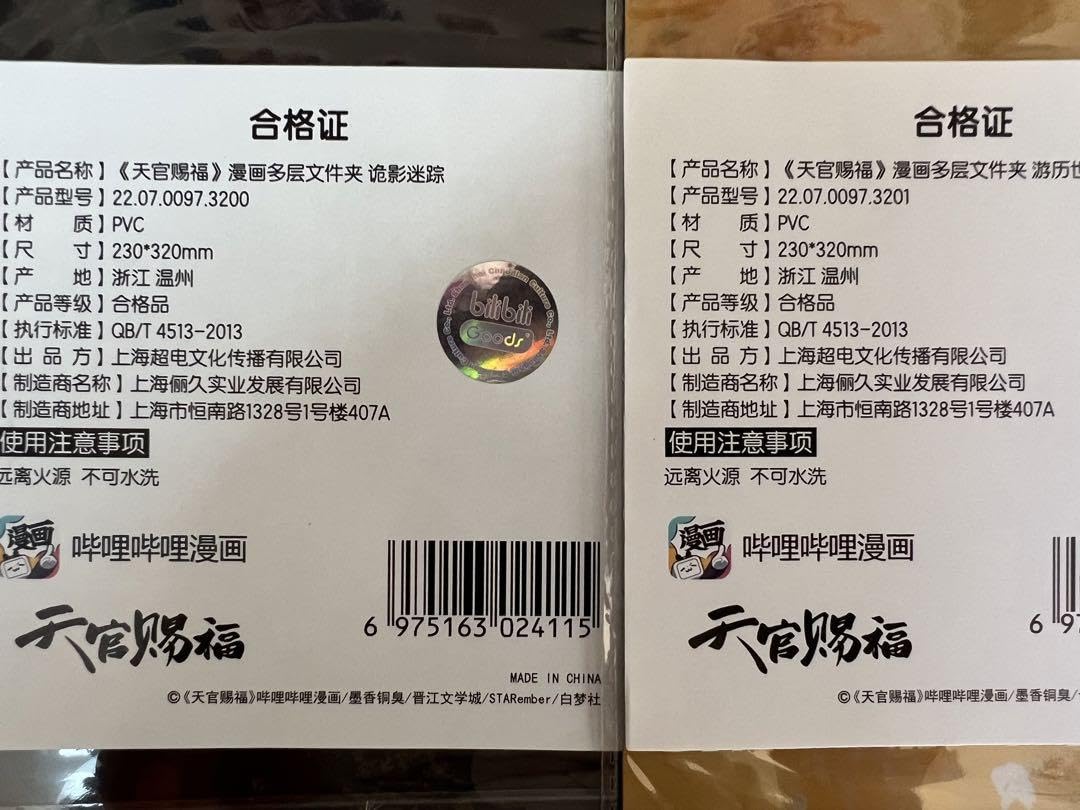 合格证
【产品名称】《天官赐福》漫画多层文件夹 诡影迷踪
【产品型号】22.07.0097.3200
【材 质】PVC
【尺 寸】230*320mm
【产 地】浙江 温州
【产品等级】合格品
【执行标准】QB/T 4513-2013
【出 品 方】上海超电文化传播有限公司
【制造商名称】上海俪久实业发展有限公司
【制造商地址】上海市恒南路1328号1号楼407A
使用注意事项
远离火源 不可水洗
bilibili
Goods
漫画
哔哩哔哩漫画
天官赐福
6 975163 024115
MADE IN CHINA
©《天官赐福》哔哩哔哩漫画/墨香铜臭/晋江文学城/STARember/白梦社
合格证
【产品名称】《天官赐福》漫画多层文件夹 游历
【产品型号】22.07.0097.3201
【材 质】PVC
【尺 寸】230*320mm
【产 地】浙江 温州
【产品等级】合格品
【执行标准】QB/T 4513-2013
【出 品 方】上海超电文化传播有限公司
【制造商名称】上海俪久实业发展有限公司
【制造商地址】上海市恒南路1328号1号楼407A
使用注意事项
远离火源 不可水洗
漫画
哔哩哔哩漫画
天官赐福
6 97
©《天官赐福》哔哩哔哩漫画/墨香铜臭/